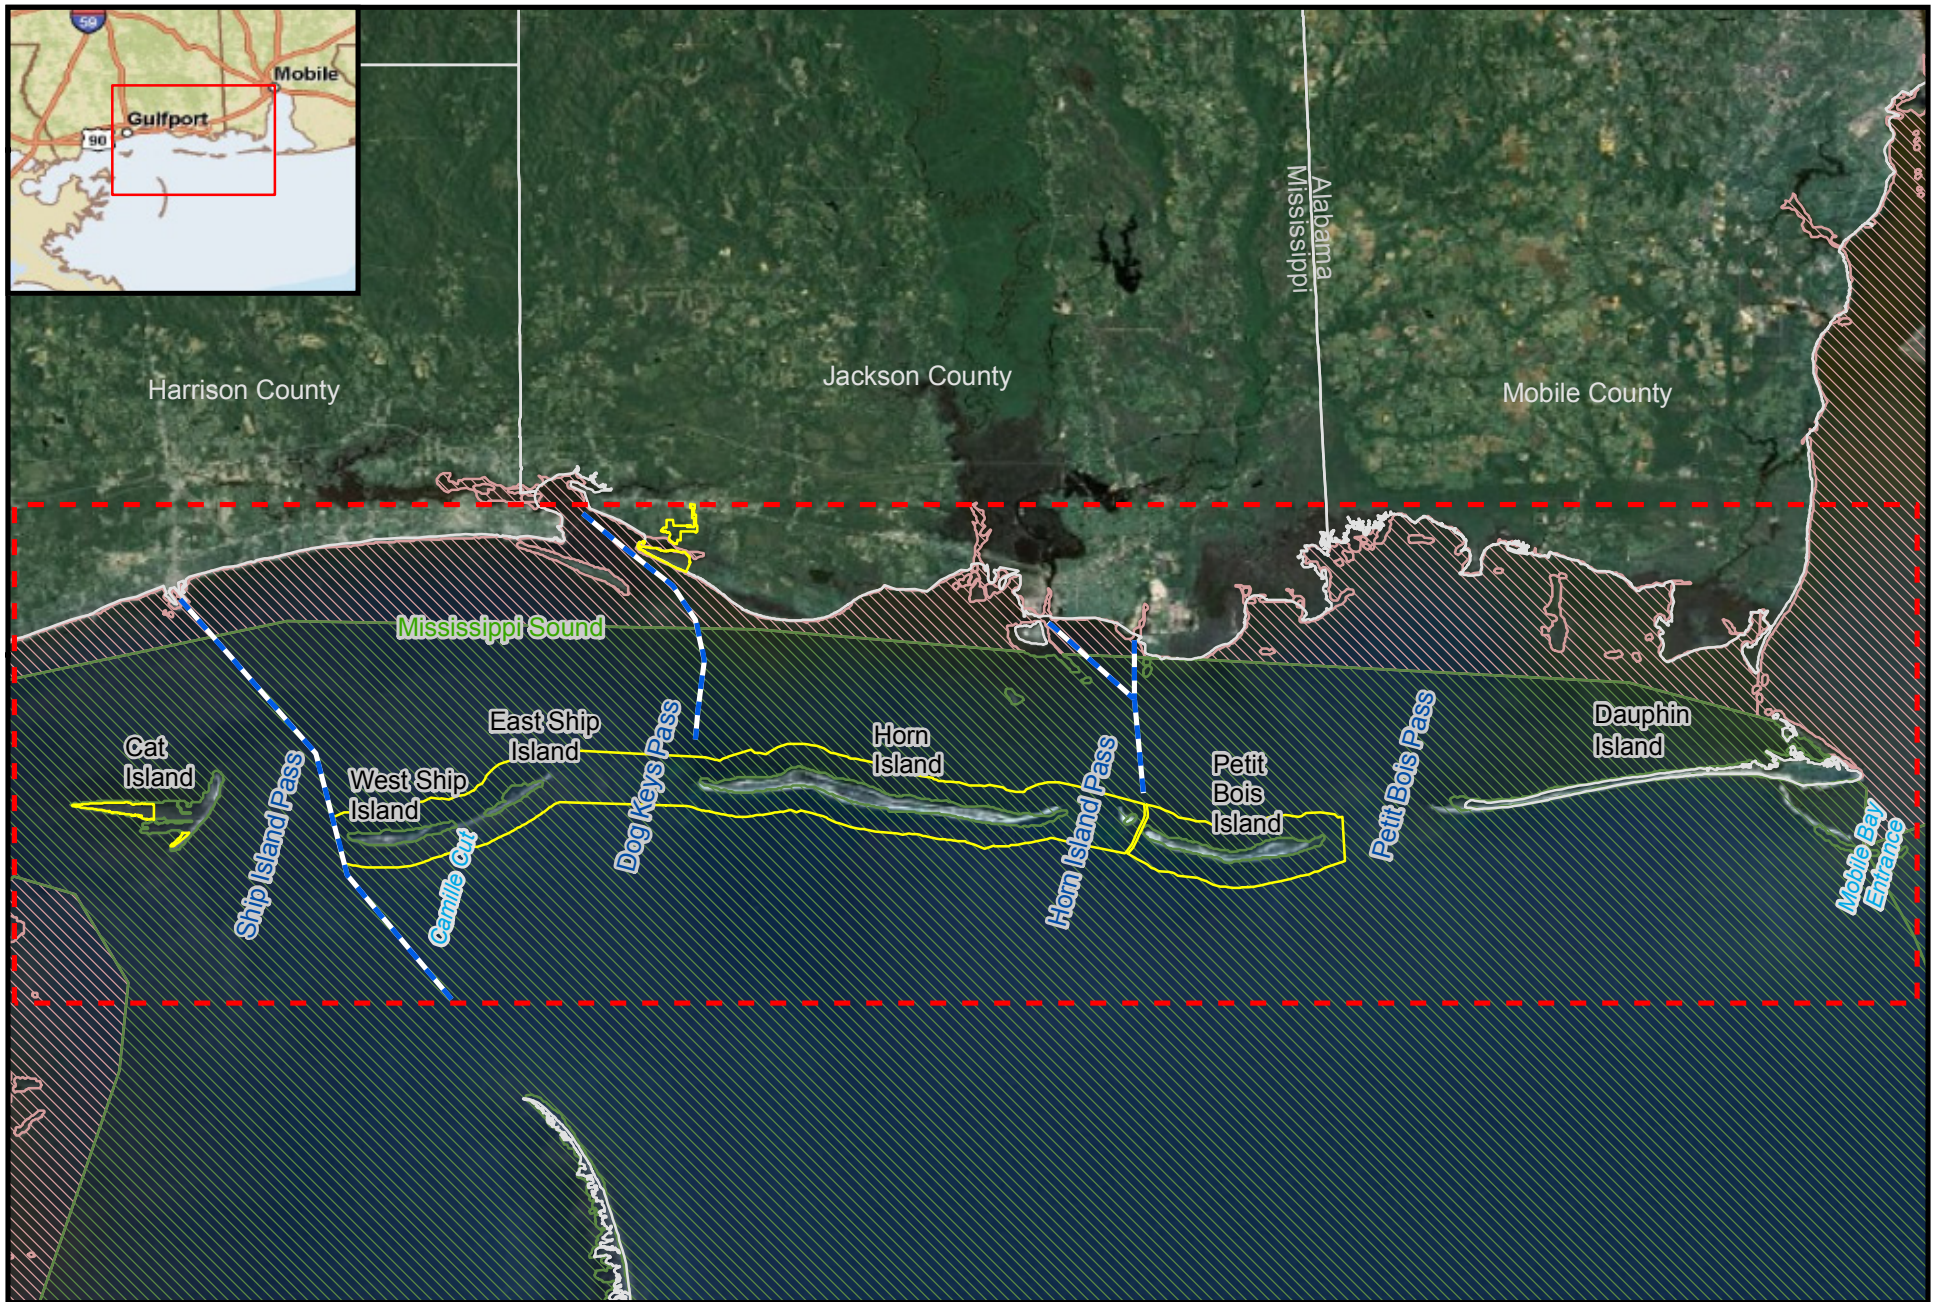 59
Mobile
Gulfport
90
Alabama
Mississippi
Harrison County
Jackson County
Mobile County
Mississippi Sound
Cat
Island
Ship Island Pass
West Ship
Island
East Ship
Island
Camille Cut
Dog Keys Pass
Horn
Island
Horn Island Pass
Petit
Bois
Island
Petit Bois Pass
Dauphin
Island
Mobile Bay
Entrance